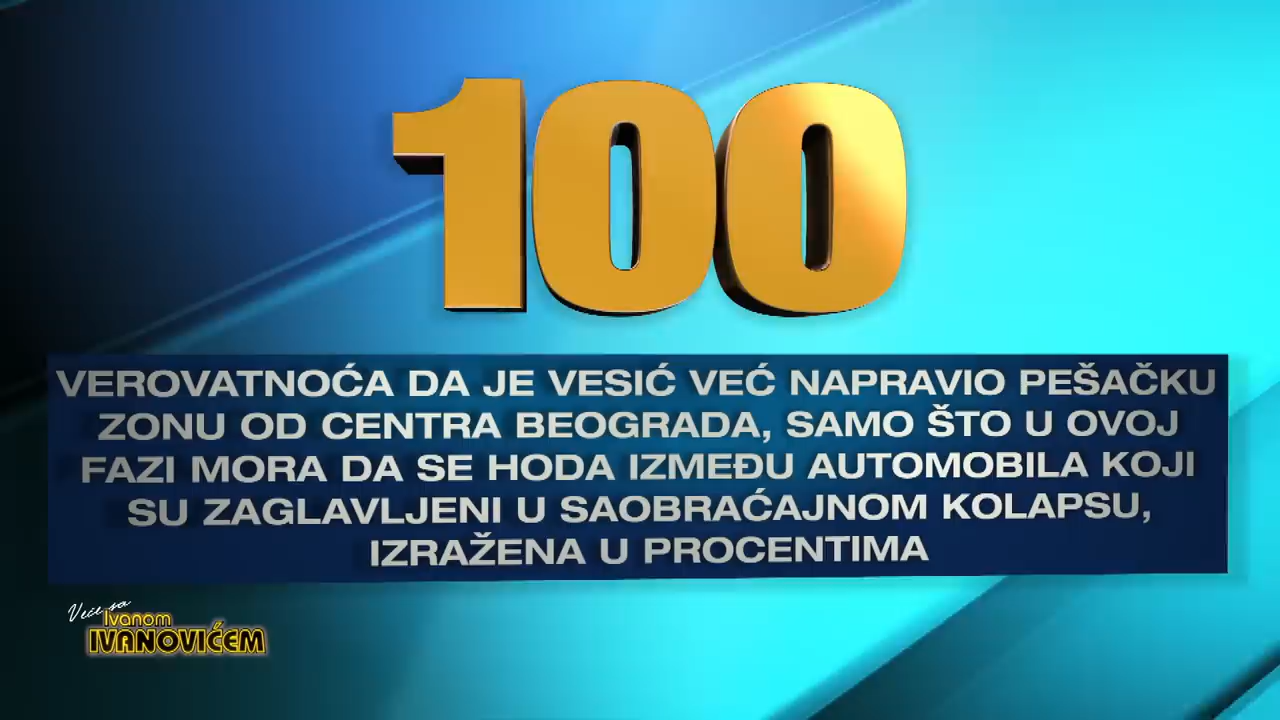 100
VEROVATNOĆA DA JE VESIĆ VEĆ NAPRAVIO PEŠAČKU
ZONU OD CENTRA BEOGRADA, SAMO ŠTO U OVOJ
FAZI MORA DA SE HODA IZMEĐU AUTOMOBILA KOJI
SU ZAGLAVLJENI U SAOBRAĆAJNOM KOLAPSU,
IZRAŽENA U PROCENTIMA
Veče sa
Ivanom
IVANOVIĆEM